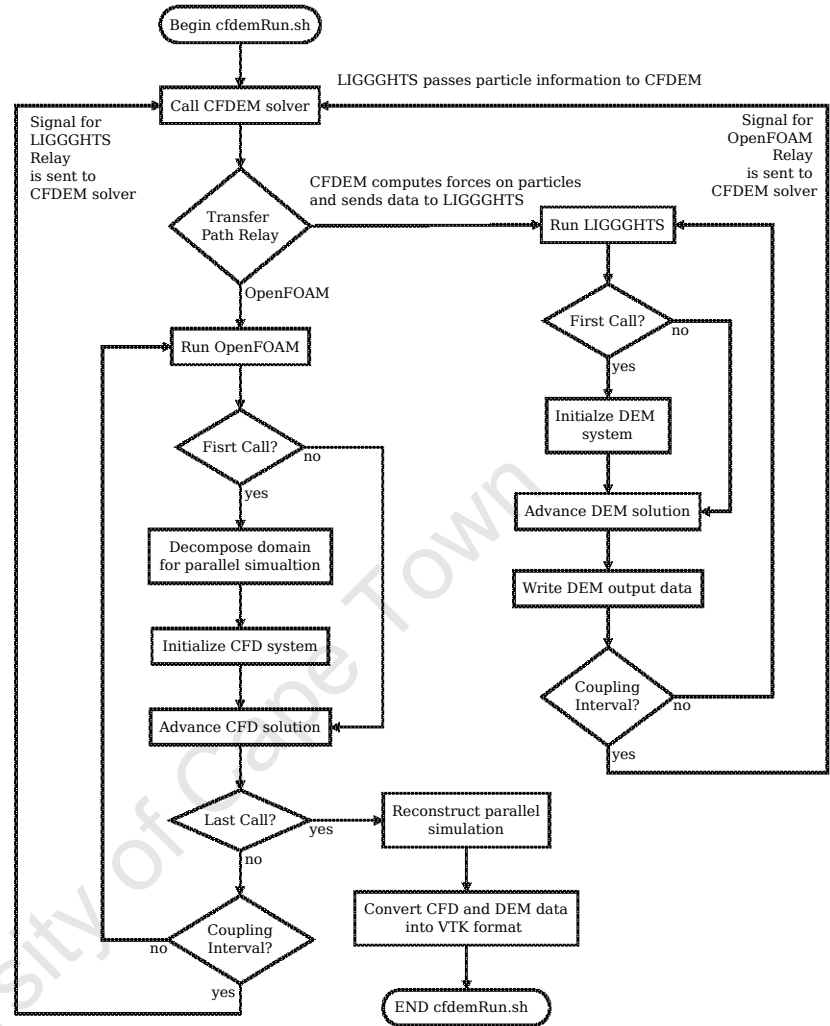 Begin cfdemRun.sh
LIGGGHTS passes particle information to CFDEM
Call CFDEM solver
Signal for
LIGGGHTS
Relay
is sent to
CFDEM solver
Signal for
OpenFOAM
Relay
is sent to
CFDEM solver
CFDEM computes forces on particles
and sends data to LIGGGHTS
Transfer
Path Relay
Run LIGGGHTS
OpenFOAM
First Call?
no
yes
Run OpenFOAM
Initialze DEM
system
Fisrt Call?
no
yes
Advance DEM solution
Decompose domain
for parallel simualtion
Write DEM output data
Initialize CFD system
Coupling
Interval?
no
yes
Advance CFD solution
Last Call?
yes
no
Reconstruct parallel
simulation
Convert CFD and DEM data
into VTK format
Coupling
Interval?
no
yes
END cfdemRun.sh
sity of Cape Town